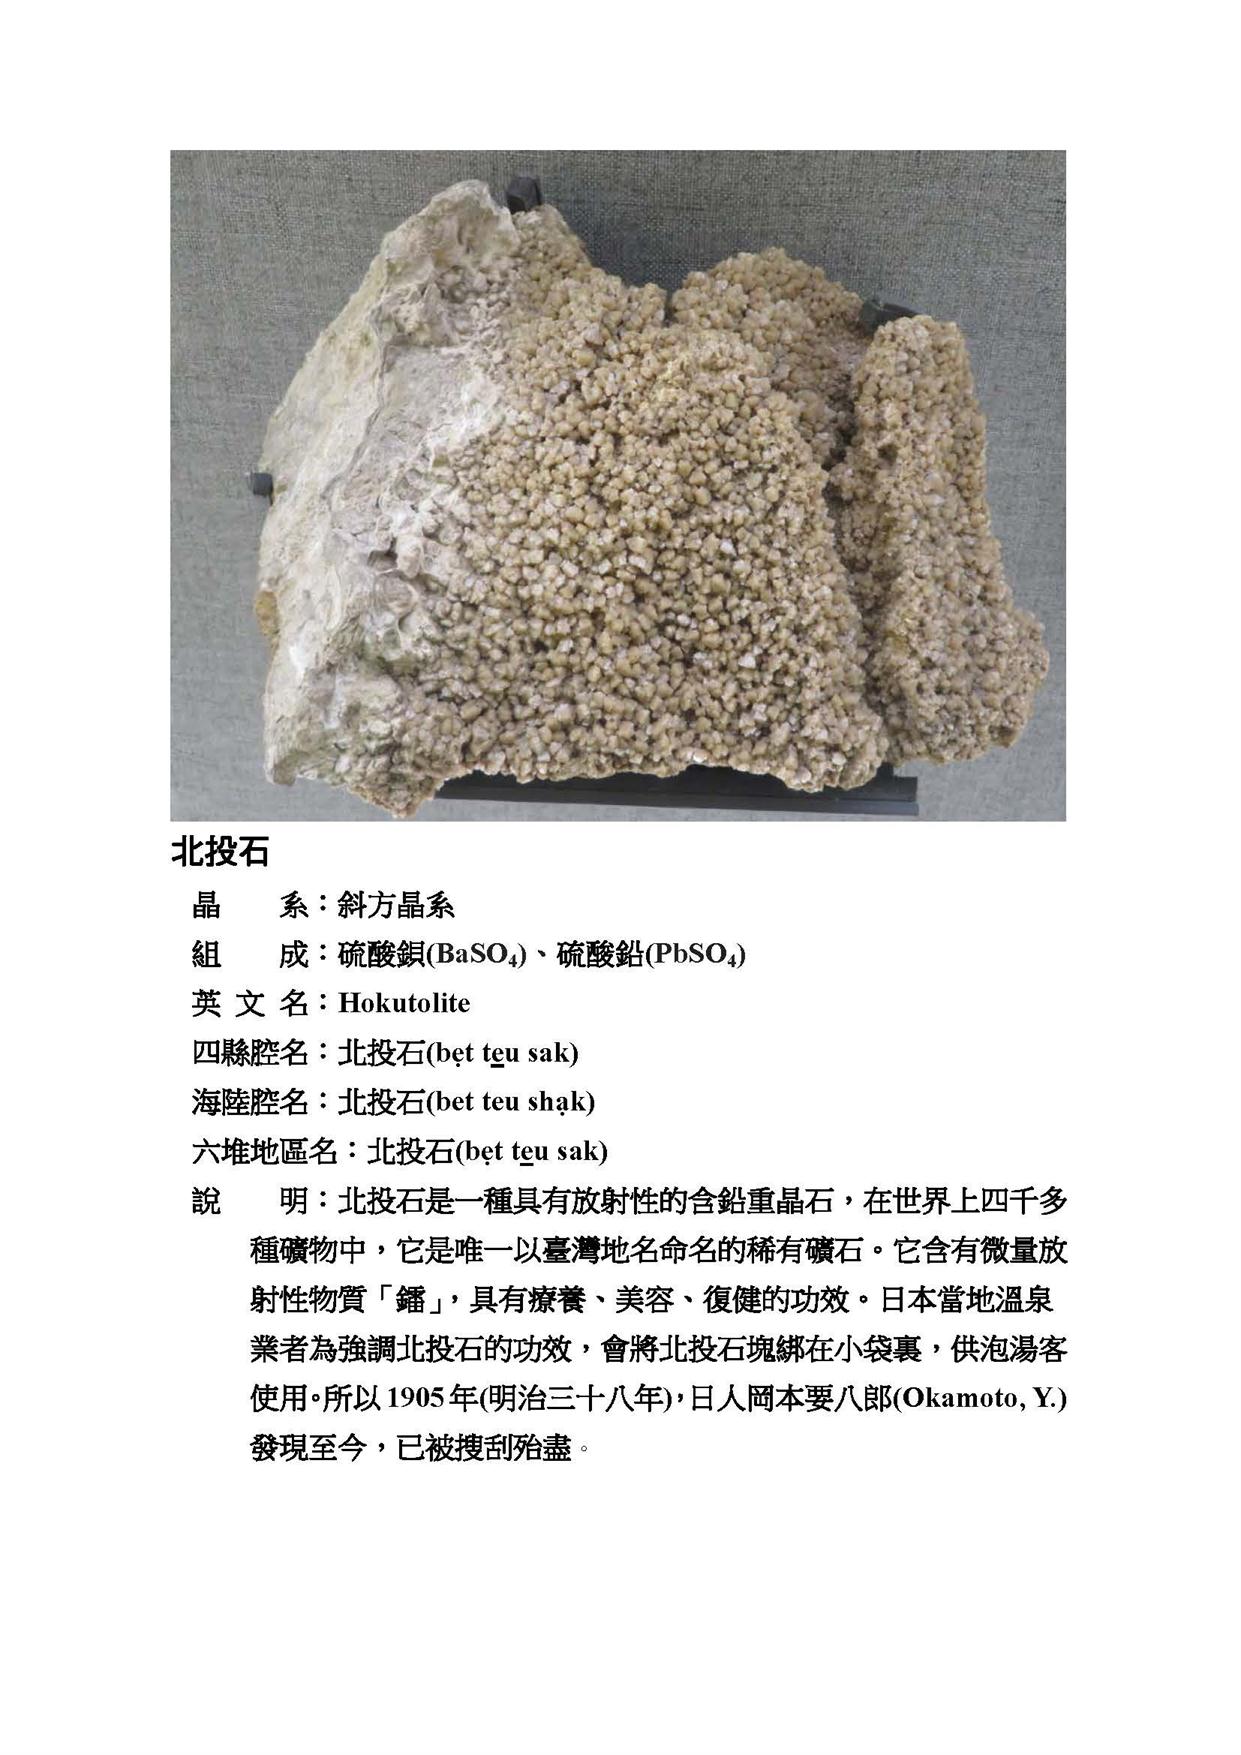 北投石
晶　　系：斜方晶系
組　　成：硫酸鋇(BaSO₄)、硫酸鉛(PbSO₄)
英 文 名：Hokutolite
四縣腔名：北投石(bẹt te̲u sak)
海陸腔名：北投石(bet teu shạk)
六堆地區名：北投石(bẹt te̲u sak)
說　　明：北投石是一種具有放射性的含鉛重晶石，在世界上四千多
種礦物中，它是唯一以臺灣地名命名的稀有礦石。它含有微量放
射性物質「鐳」，具有療養、美容、復健的功效。日本當地溫泉
業者為強調北投石的功效，會將北投石塊綁在小袋裏，供泡湯客
使用。所以1905年(明治三十八年)，日人岡本要八郎(Okamoto, Y.)
發現至今，已被搜刮殆盡。